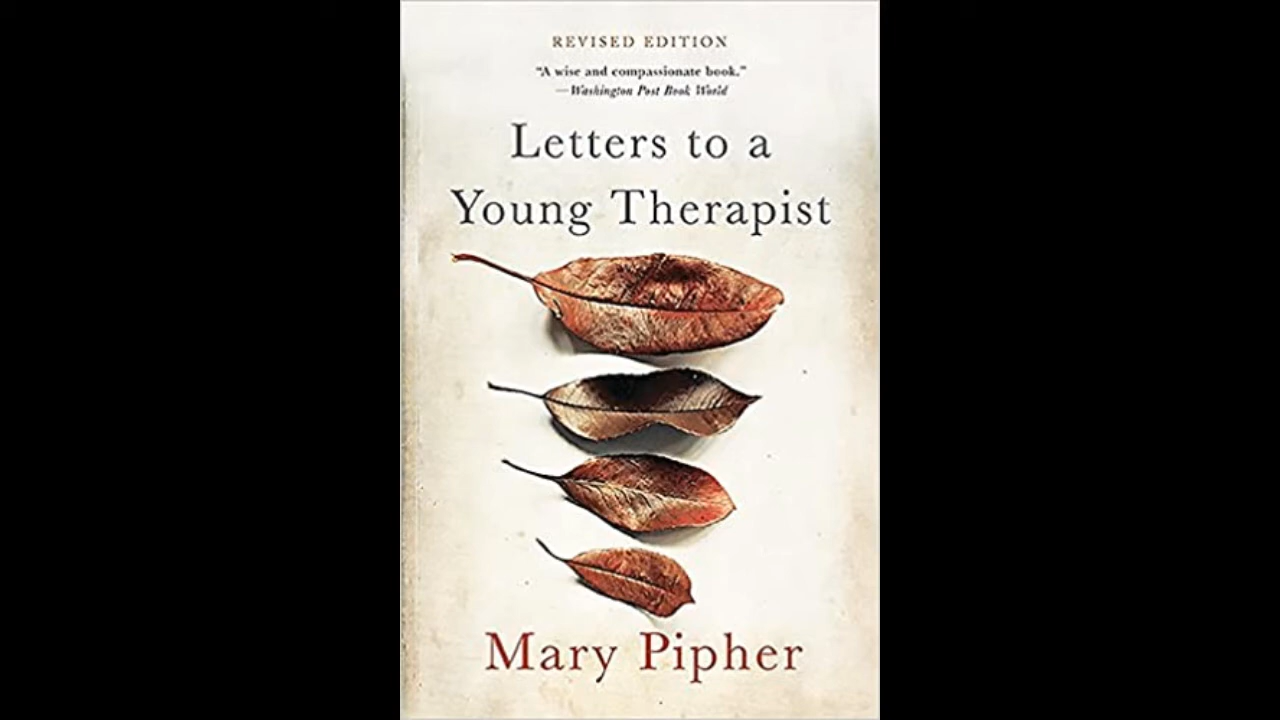 REVISED EDITION
“A wise and compassionate book.”
—Washington Post Book World
Letters to a
Young Therapist
Mary Pipher